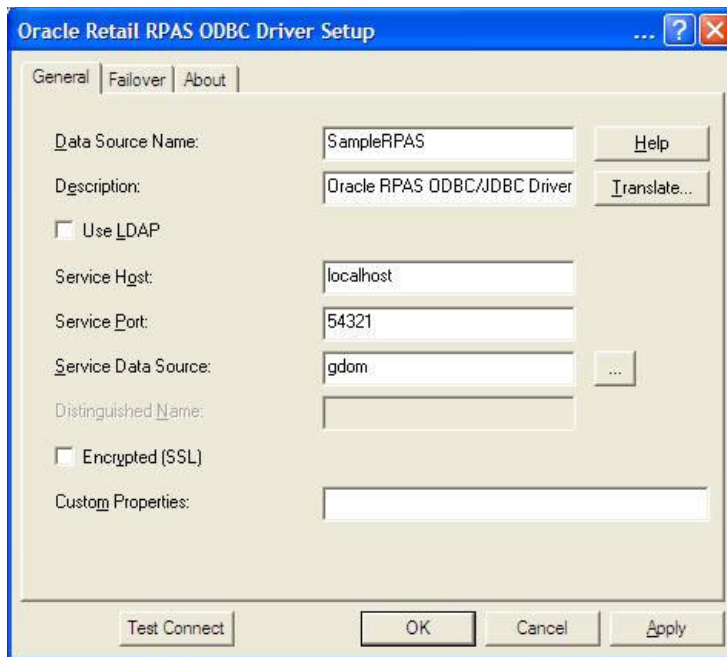 Oracle Retail RPAS ODBC Driver Setup ... ?
General Failover About
Data Source Name: SampleRPAS Help
Description: Oracle RPAS ODBC/JDBC Driver Translate...
Use LDAP
Service Host: localhost
Service Port: 54321
Service Data Source: gdom ...
Distinguished Name:
Encrypted (SSL)
Custom Properties:
Test Connect OK Cancel Apply